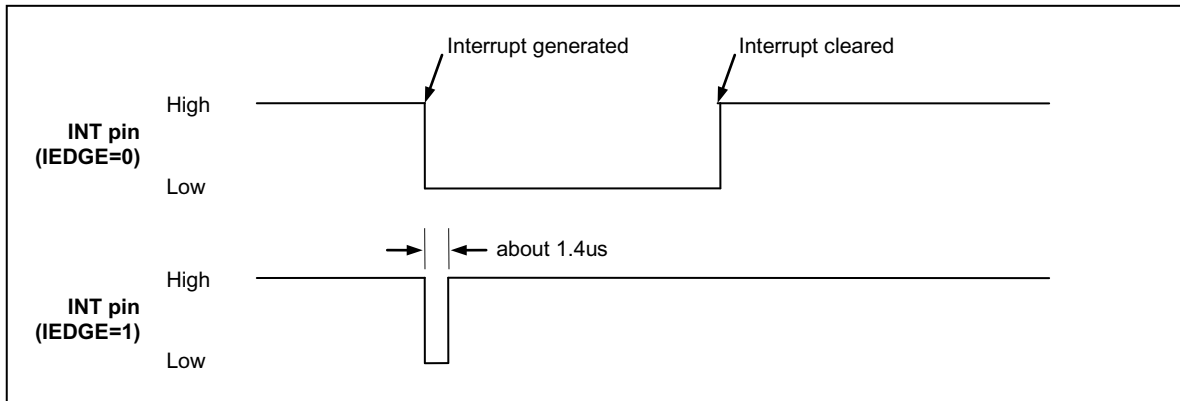 Interrupt generated
Interrupt cleared
High
INT pin
(IEDGE=0)
Low
about 1.4us
High
INT pin
(IEDGE=1)
Low